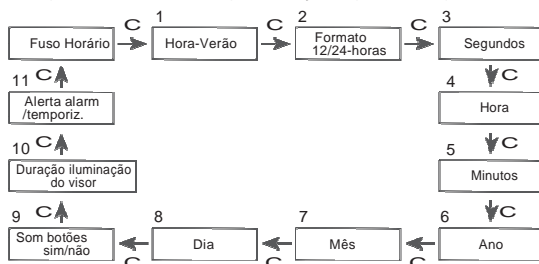 C 1 C 2 C 3
Fuso Horário Hora-Verão Formato
12/24-horas Segundos
11 C 4 C
Alerta alarm
/temporiz. Hora
10 C 5 C
Duração iluminação
do visor Minutos
9 C 8 7 6 C
Som botões
sim/não Dia Mês Ano
C C C